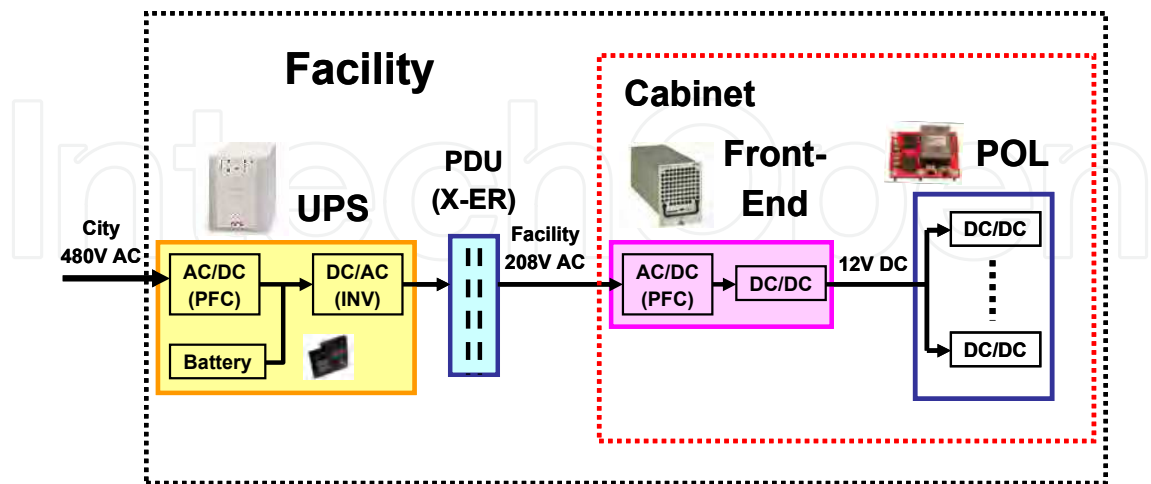 Facility
Cabinet
Front-
End
POL
PDU
(X-ER)
UPS
City
480V AC
Facility
208V AC
12V DC
AC/DC
(PFC)
DC/AC
(INV)
Battery
AC/DC
(PFC)
DC/DC
DC/DC
DC/DC
IntechOpen